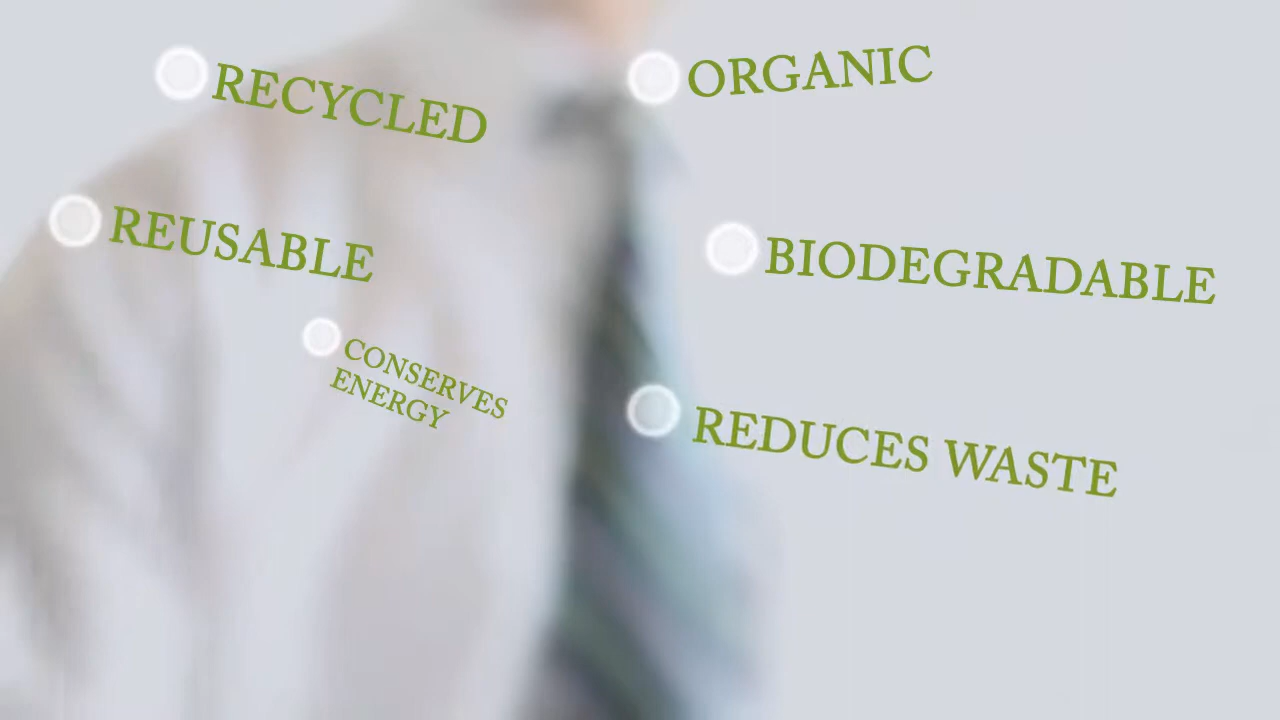 RECYCLED
ORGANIC
REUSABLE
BIODEGRADABLE
CONSERVES
ENERGY
REDUCES WASTE